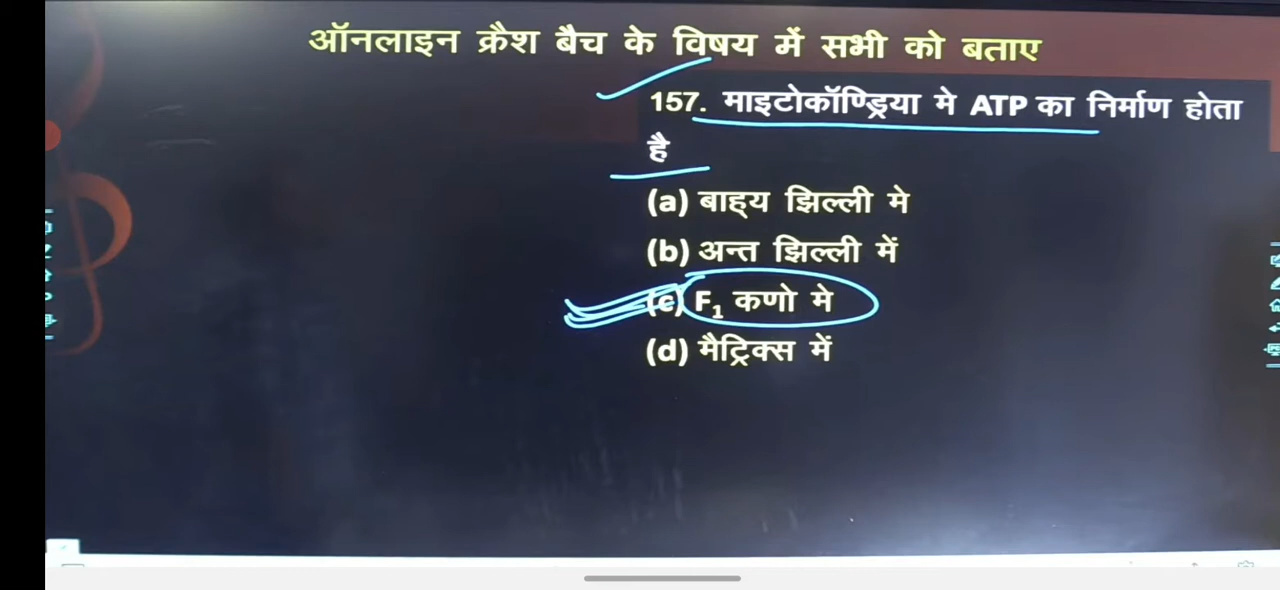 ऑनलाइन क्रैश बैच के विषय में सभी को बताए
157. माइटोकॉण्ड्रिया मे ATP का निर्माण होता
है
(a) बाह्य झिल्ली मे
(b) अन्त झिल्ली में
(c) F₁ कणो मे
(d) मैट्रिक्स में